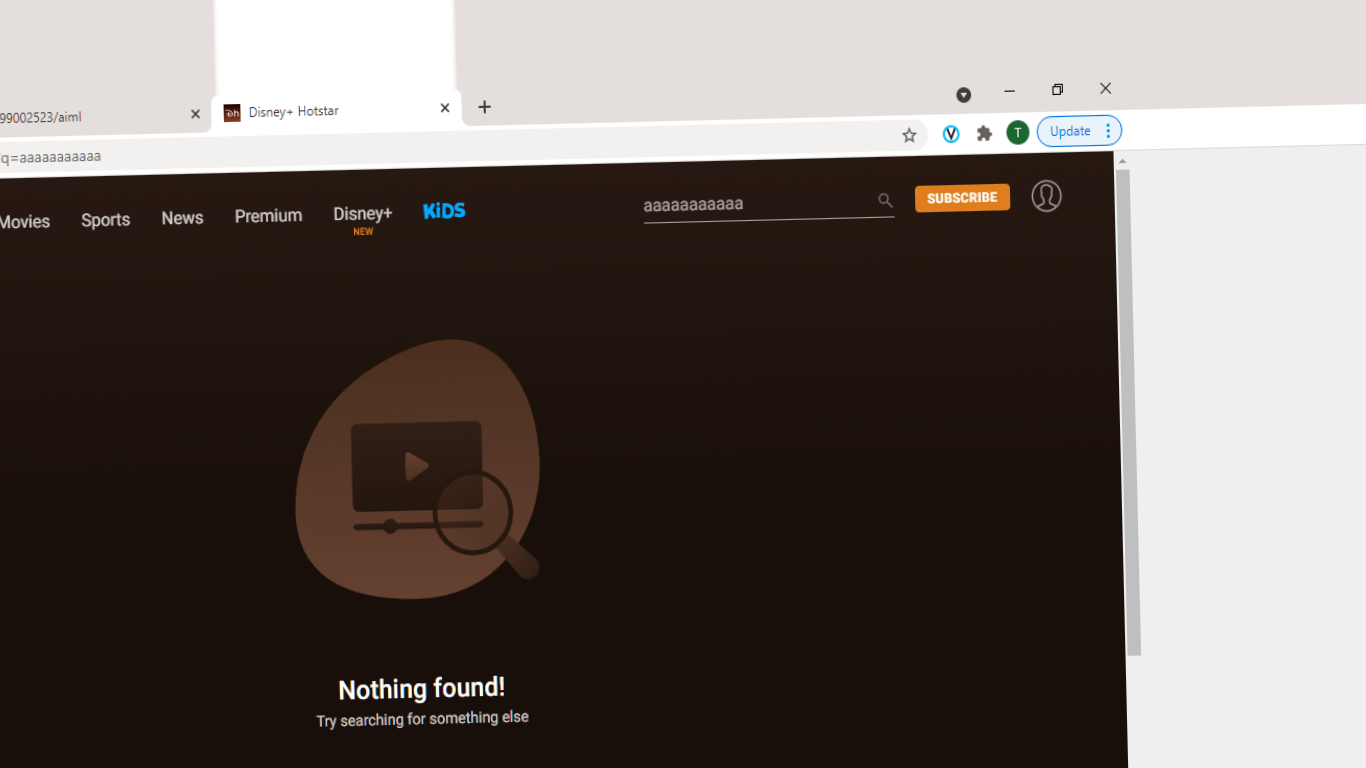 99002523/aiml
Disney+ Hotstar
?q=aaaaaaaaaaa
T
Update
Movies Sports News Premium Disney+ KiDS
NEW
aaaaaaaaaaa
SUBSCRIBE
Nothing found!
Try searching for something else